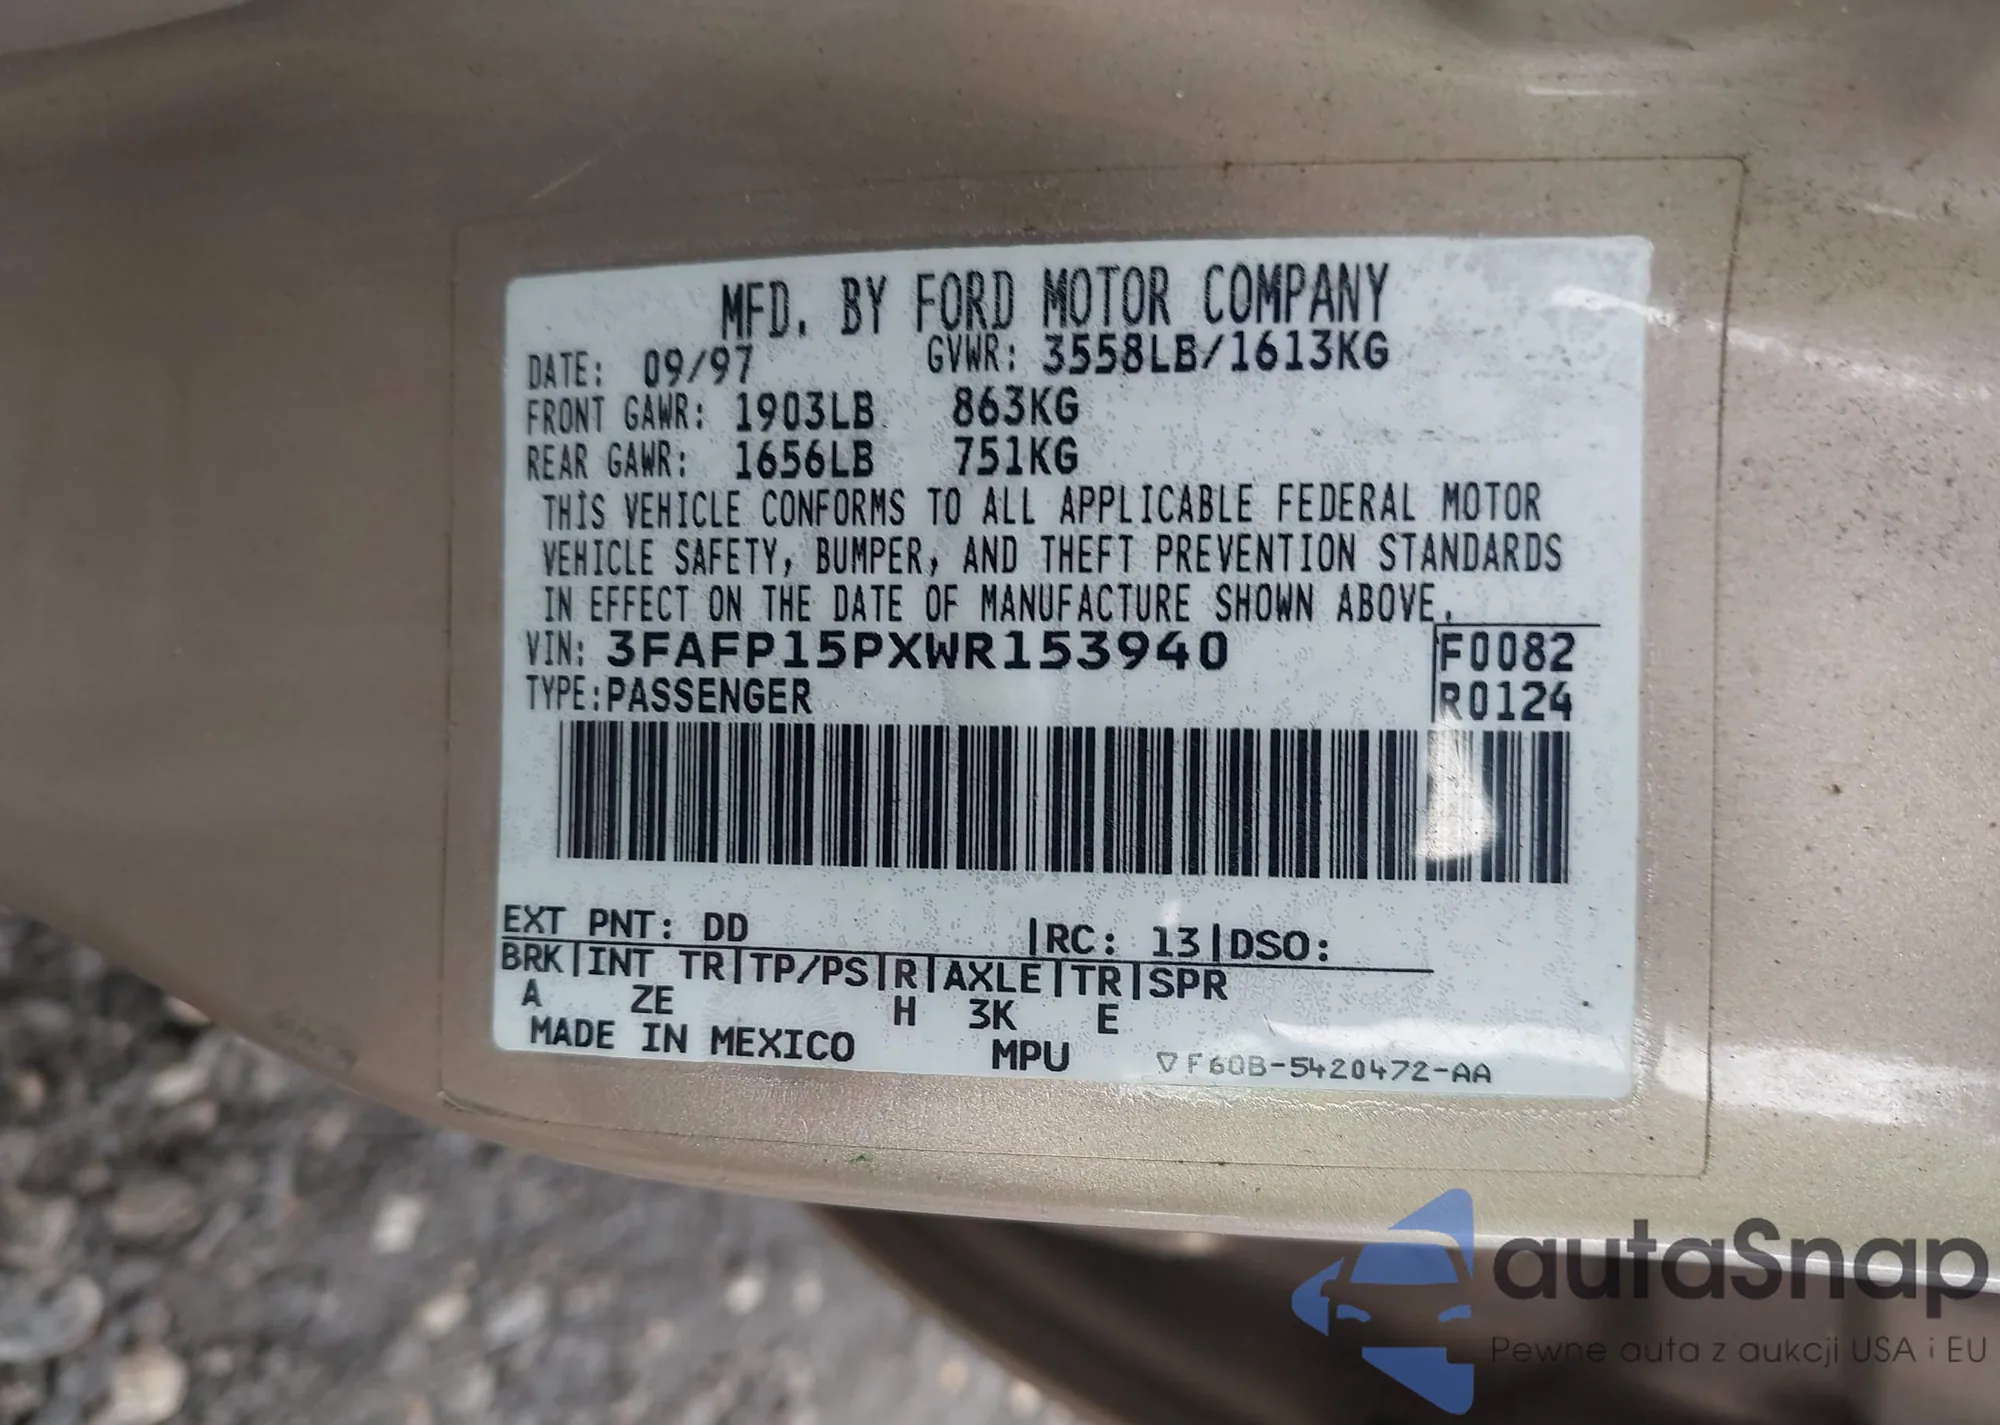 MFD. BY FORD MOTOR COMPANY
DATE: 09/97 GVWR: 3558LB/1613KG
FRONT GAWR: 1903LB 863KG
REAR GAWR: 1656LB 751KG
THIS VEHICLE CONFORMS TO ALL APPLICABLE FEDERAL MOTOR
VEHICLE SAFETY, BUMPER, AND THEFT PREVENTION STANDARDS
IN EFFECT ON THE DATE OF MANUFACTURE SHOWN ABOVE.
VIN: 3FAFP15PXWR153940 F0082
TYPE: PASSENGER R0124
EXT PNT: DD |RC: 13|DSO:
BRK|INT TR|TP/PS|R|AXLE|TR|SPR
A ZE H 3K E
MADE IN MEXICO MPU ▽F60B-5420472-AA
autaSnap
Pewne auta z aukcji USA i EU